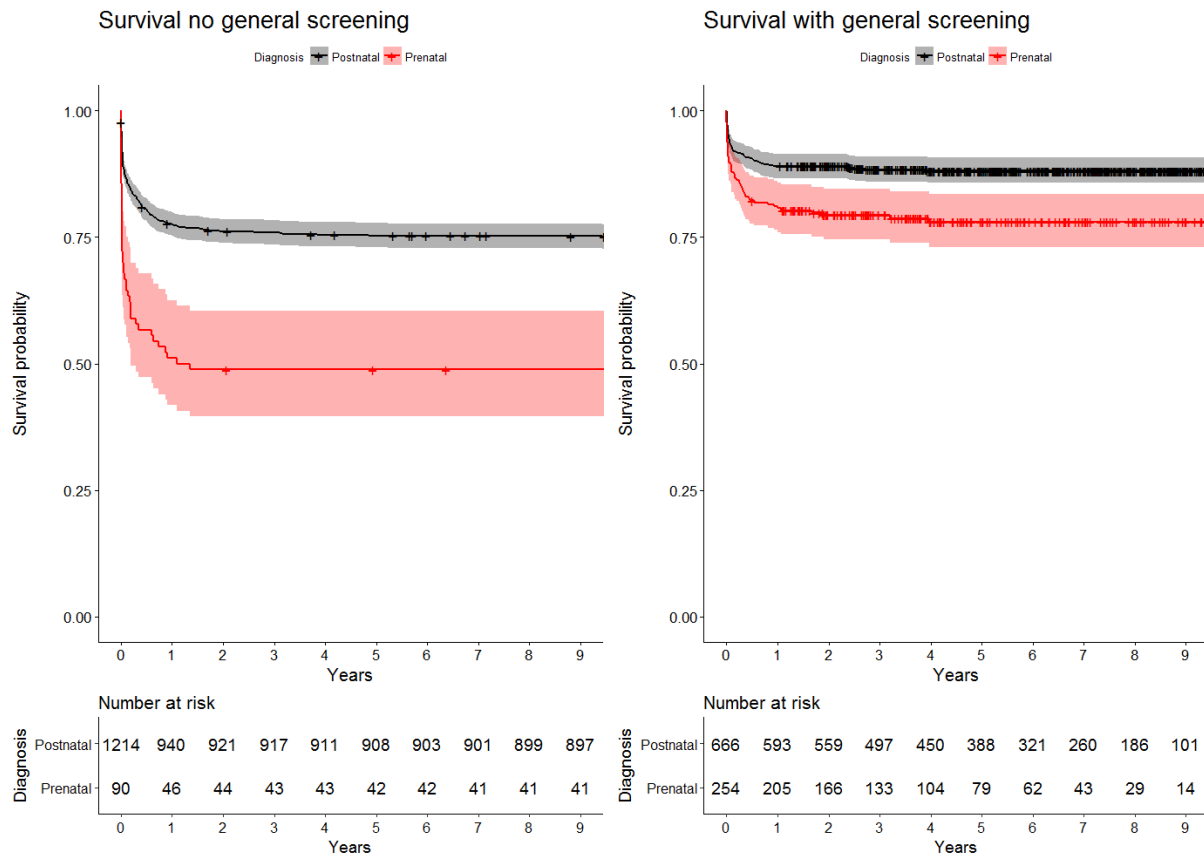 Survival no general screening
Diagnosis Postnatal Prenatal
Survival probability
1.00
0.75
0.50
0.25
0.00
0 1 2 3 4 5 6 7 8 9
Years
Number at risk
Diagnosis
Postnatal 1214 940 921 917 911 908 903 901 899 897
Prenatal 90 46 44 43 43 42 42 41 41 41
0 1 2 3 4 5 6 7 8 9
Years
Survival with general screening
Diagnosis Postnatal Prenatal
Survival probability
1.00
0.75
0.50
0.25
0.00
0 1 2 3 4 5 6 7 8 9
Years
Number at risk
Diagnosis
Postnatal 666 593 559 497 450 388 321 260 186 101
Prenatal 254 205 166 133 104 79 62 43 29 14
0 1 2 3 4 5 6 7 8 9
Years